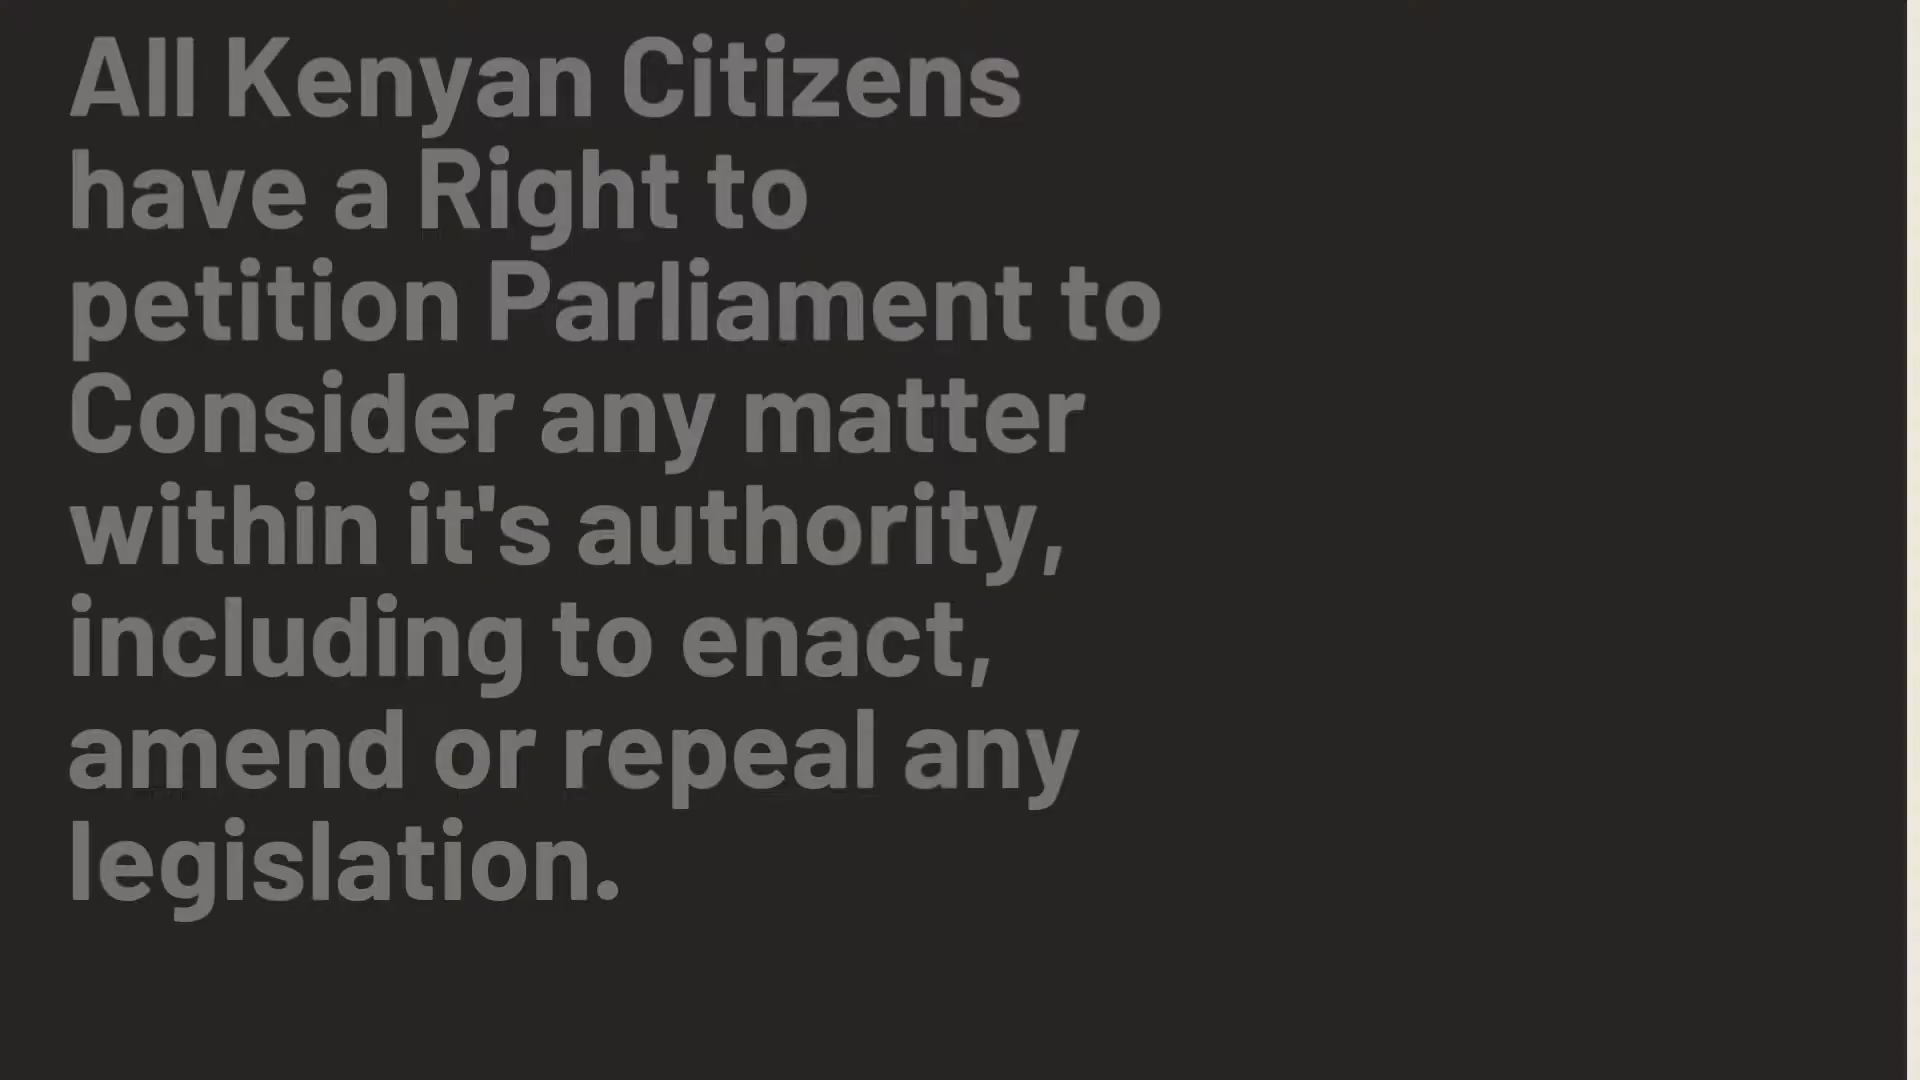 All Kenyan Citizens
have a Right to
petition Parliament to
Consider any matter
within it's authority,
including to enact,
amend or repeal any
legislation.